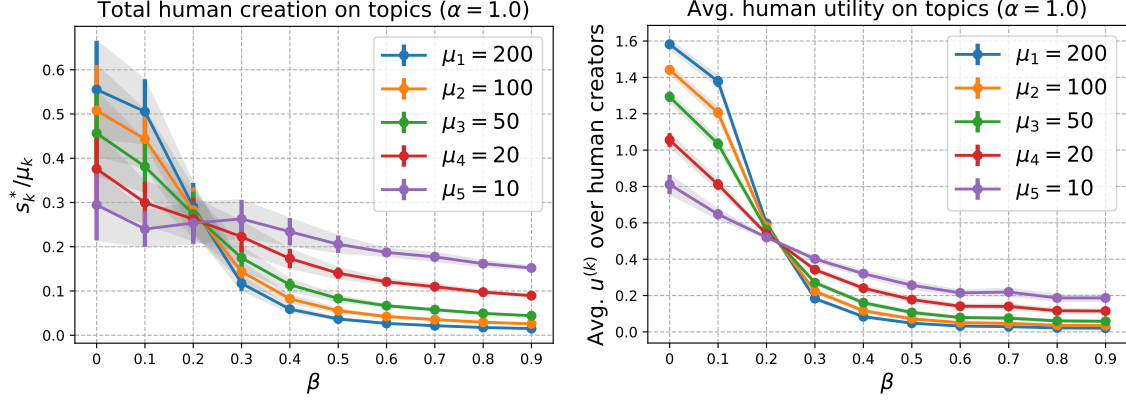 Total human creation on topics (α = 1.0)
s*ₖ/μₖ
0.6
0.5
0.4
0.3
0.2
0.1
0.0
μ₁ = 200
μ₂ = 100
μ₃ = 50
μ₄ = 20
μ₅ = 10
0 0.1 0.2 0.3 0.4 0.5 0.6 0.7 0.8 0.9
β
Avg. human utility on topics (α = 1.0)
Avg. u⁽ᵏ⁾ over human creators
1.6
1.4
1.2
1.0
0.8
0.6
0.4
0.2
0.0
μ₁ = 200
μ₂ = 100
μ₃ = 50
μ₄ = 20
μ₅ = 10
0 0.1 0.2 0.3 0.4 0.5 0.6 0.7 0.8 0.9
β